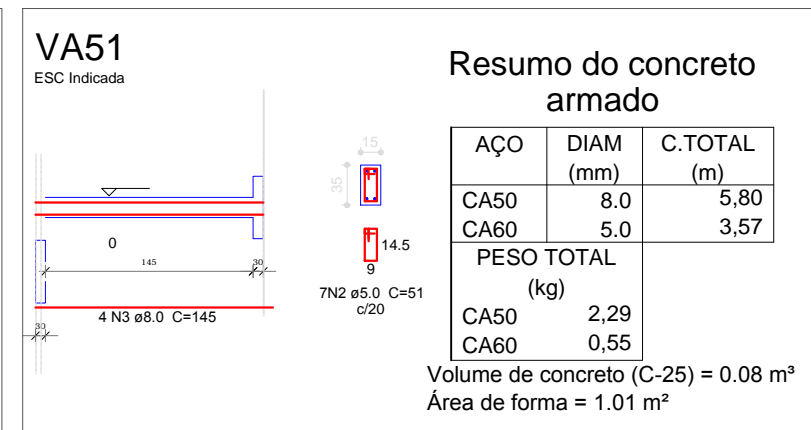 VA51
ESC Indicada
0
145
30
4 N3 ø8.0 C=145
30
15
35
14.5
9
7N2 ø5.0 C=51
c/20
Resumo do concreto
armado
AÇO DIAM C.TOTAL
(mm) (m)
CA50 8.0 5,80
CA60 5.0 3,57
PESO TOTAL
(kg)
CA50 2,29
CA60 0,55
Volume de concreto (C-25) = 0.08 m³
Área de forma = 1.01 m²